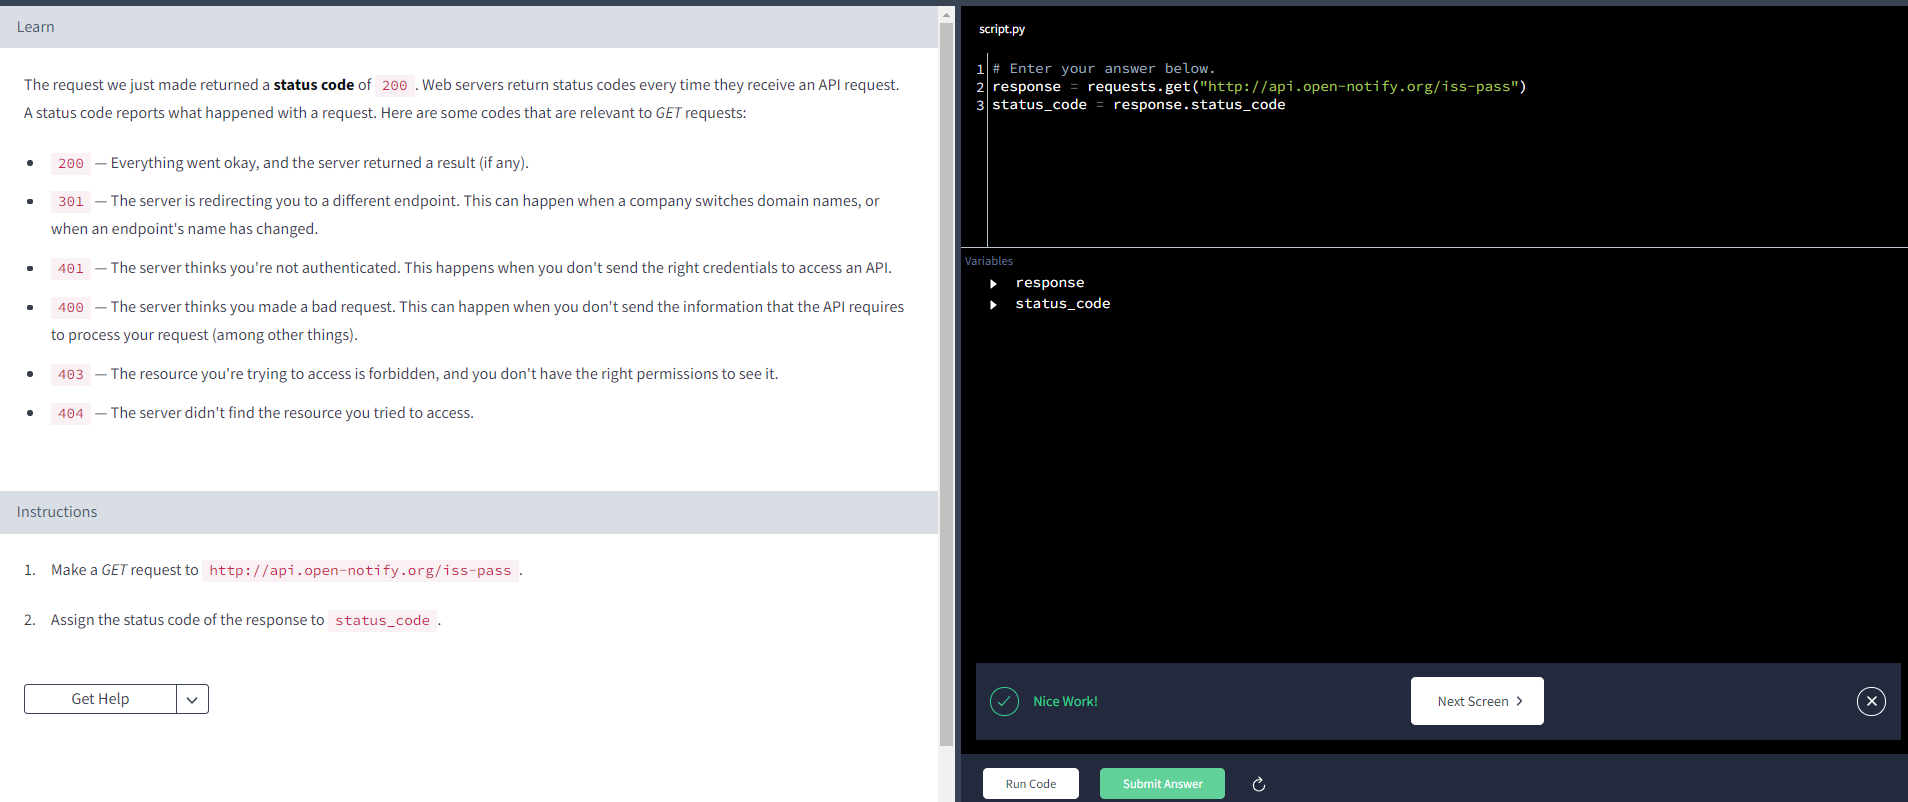 Learn
The request we just made returned a status code of 200 . Web servers return status codes every time they receive an API request.
A status code reports what happened with a request. Here are some codes that are relevant to GET requests:
200 — Everything went okay, and the server returned a result (if any).
301 — The server is redirecting you to a different endpoint. This can happen when a company switches domain names, or
when an endpoint's name has changed.
401 — The server thinks you're not authenticated. This happens when you don't send the right credentials to access an API.
400 — The server thinks you made a bad request. This can happen when you don't send the information that the API requires
to process your request (among other things).
403 — The resource you're trying to access is forbidden, and you don't have the right permissions to see it.
404 — The server didn't find the resource you tried to access.
Instructions
1. Make a GET request to http://api.open-notify.org/iss-pass .
2. Assign the status code of the response to status_code .
Get Help
script.py
1 # Enter your answer below.
2 response = requests.get("http://api.open-notify.org/iss-pass")
3 status_code = response.status_code
Variables
response
status_code
Nice Work!
Next Screen
Run Code
Submit Answer